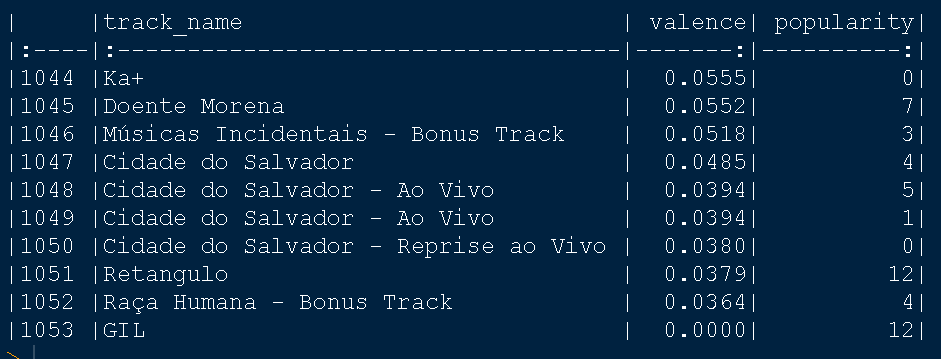 |     |track_name                            | valence| popularity|
|:----|:-------------------------------------|-------:|----------:|
|1044 |Ka+                                   |  0.0555|          0|
|1045 |Doente Morena                         |  0.0552|          7|
|1046 |Músicas Incidentais - Bonus Track     |  0.0518|          3|
|1047 |Cidade do Salvador                    |  0.0485|          4|
|1048 |Cidade do Salvador - Ao Vivo          |  0.0394|          5|
|1049 |Cidade do Salvador - Ao Vivo          |  0.0394|          1|
|1050 |Cidade do Salvador - Reprise ao Vivo |  0.0380|          0|
|1051 |Retangulo                             |  0.0379|         12|
|1052 |Raça Humana - Bonus Track             |  0.0364|          4|
|1053 |GIL                                   |  0.0000|         12|
>